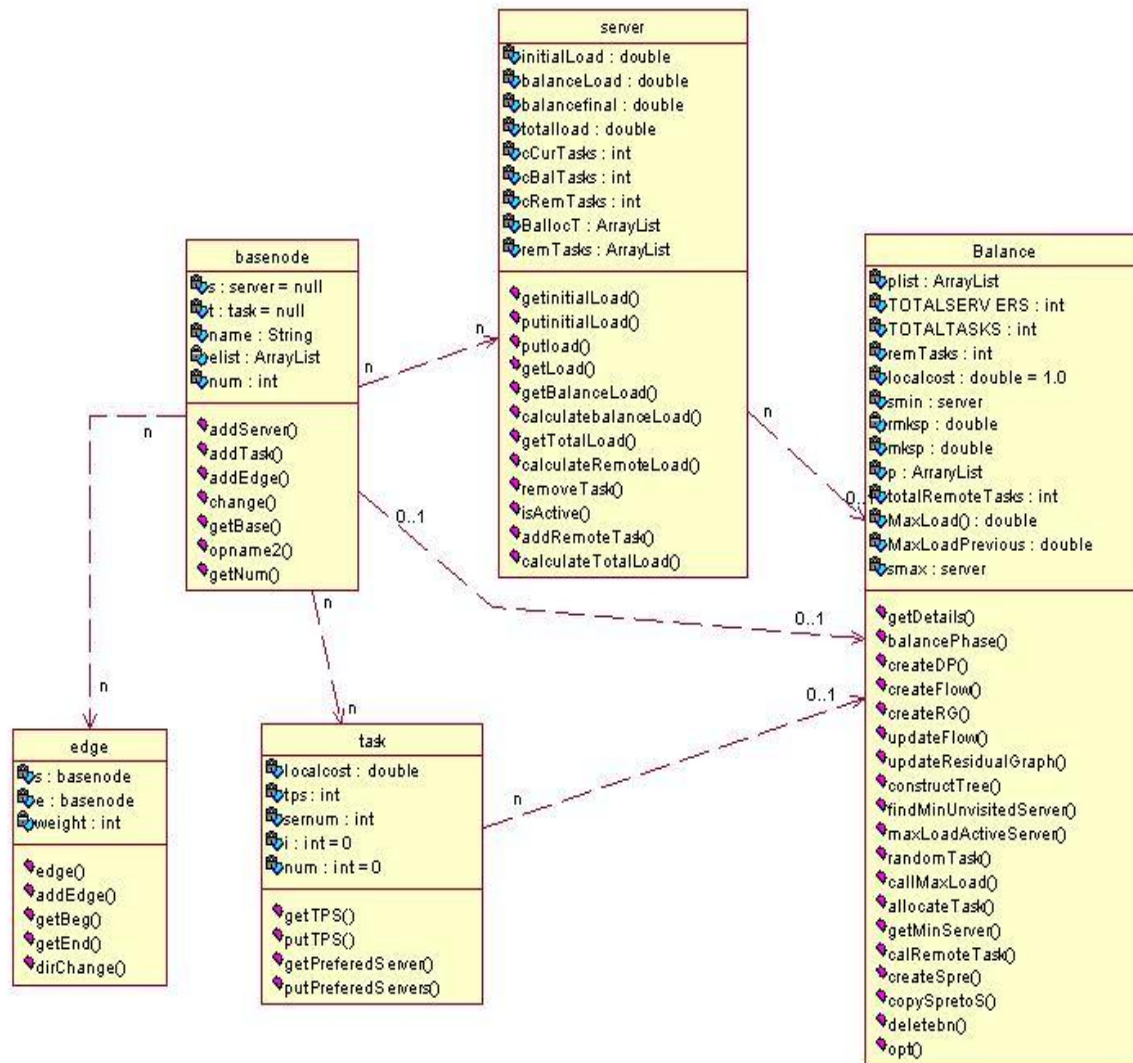 server
initialLoad : double
balanceLoad : double
balancefinal : double
totalload : double
cCurTasks : int
cBalTasks : int
cRemTasks : int
BallocT : ArrayList
remTasks : ArrayList
getinitialLoad()
putinitialLoad()
putload()
getLoad()
getBalanceLoad()
calculatebalanceLoad()
getTotalLoad()
calculateRemoteLoad()
removeTask()
isActive()
addRemoteTask()
calculateTotalLoad()
basenode
s : server = null
t : task = null
name : String
elist : ArrayList
num : int
addServer()
addTask()
addEdge()
change()
getBase()
opname2()
getNum()
Balance
plist : ArrayList
TOTALSERV ERS : int
TOTALTASKS : int
remTasks : int
localcost : double = 1.0
smin : server
rmksp : double
mksp : double
p : ArraryList
totalRemoteTasks : int
MaxLoad() : double
MaxLoadPrevious : double
smax : server
getDetails()
balancePhase()
createDP()
createFlow()
createRG()
updateFlow()
updateResidualGraph()
constructTree()
findMinUnvisitedServer()
maxLoadActiveServer()
randomTask()
callMaxLoad()
allocateTask()
getMinServer()
calRemoteTask()
createSpre()
copySpretoS()
deletebn()
opt()
edge
s : basenode
e : basenode
weight : int
edge()
addEdge()
getBeg()
getEnd()
dirChange()
task
localcost : double
tps : int
sernum : int
i : int = 0
num : int = 0
getTPS()
putTPS()
getPreferedServer()
putPreferedServers()
n
n
n
0..1
n
n
0..1
0..1
n
n
n
0..1